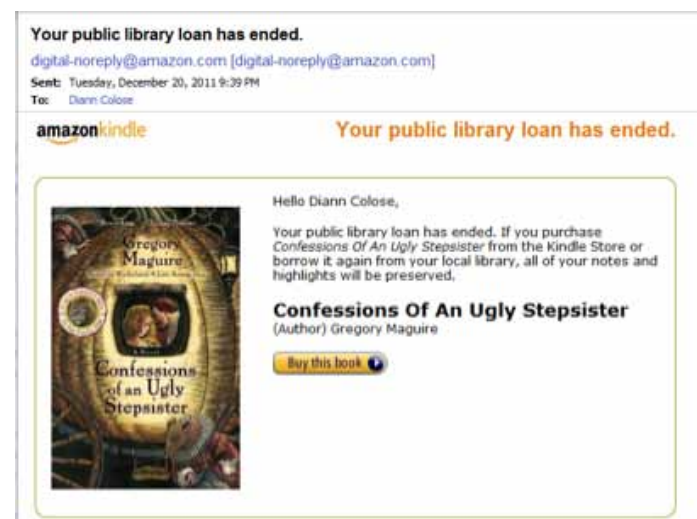 Your public library loan has ended.
digital-noreply@amazon.com [digital-noreply@amazon.com]
Sent: Tuesday, December 20, 2011 9:39 PM
To: Diann Colose
amazonkindle
Your public library loan has ended.
Hello Diann Colose,
Your public library loan has ended. If you purchase
Confessions Of An Ugly Stepsister from the Kindle Store or
borrow it again from your local library, all of your notes and
highlights will be preserved.
Confessions Of An Ugly Stepsister
(Author) Gregory Maguire
Buy this book
Gregory
Maguire
A Novel
Confessions
of an Ugly
Stepsister